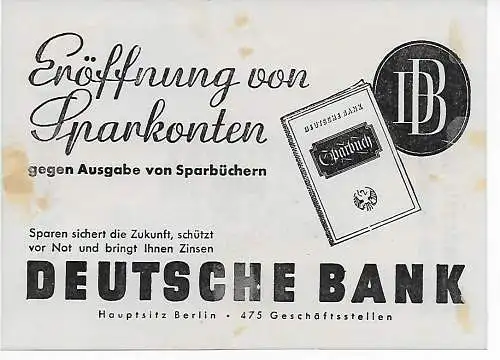 Eröffnung von
Sparkonten
gegen Ausgabe von Sparbüchern
DB
DEUTSCHE BANK
Sparbuch
Sparen sichert die Zukunft, schützt
vor Not und bringt Ihnen Zinsen
DEUTSCHE BANK
Hauptsitz Berlin · 475 Geschäftsstellen